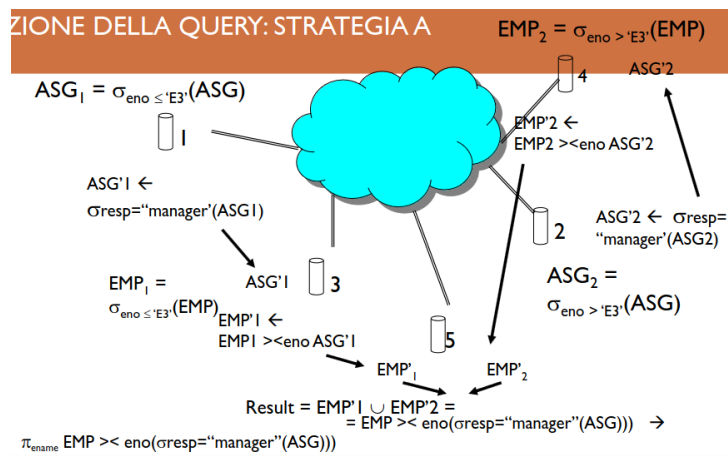 ZIONE DELLA QUERY: STRATEGIA A
EMP2 = σeno > 'E3'(EMP)
4
ASG'2
ASG1 = σeno ≤ 'E3'(ASG)
1
EMP'2 ←
EMP2 ><eno ASG'2
ASG'1 ←
σresp="manager'(ASG1)
2
ASG'2 ← σresp=
"manager'(ASG2)
ASG'1
3
EMP1 =
σeno ≤ 'E3'(EMP)
ASG2 =
σeno > 'E3'(ASG)
EMP'1 ←
EMP1 ><eno ASG'1
5
EMP'1
EMP'2
Result = EMP'1 ∪ EMP'2 =
= EMP >< eno(σresp="manager"(ASG))) →
πename EMP >< eno(σresp="manager"(ASG)))